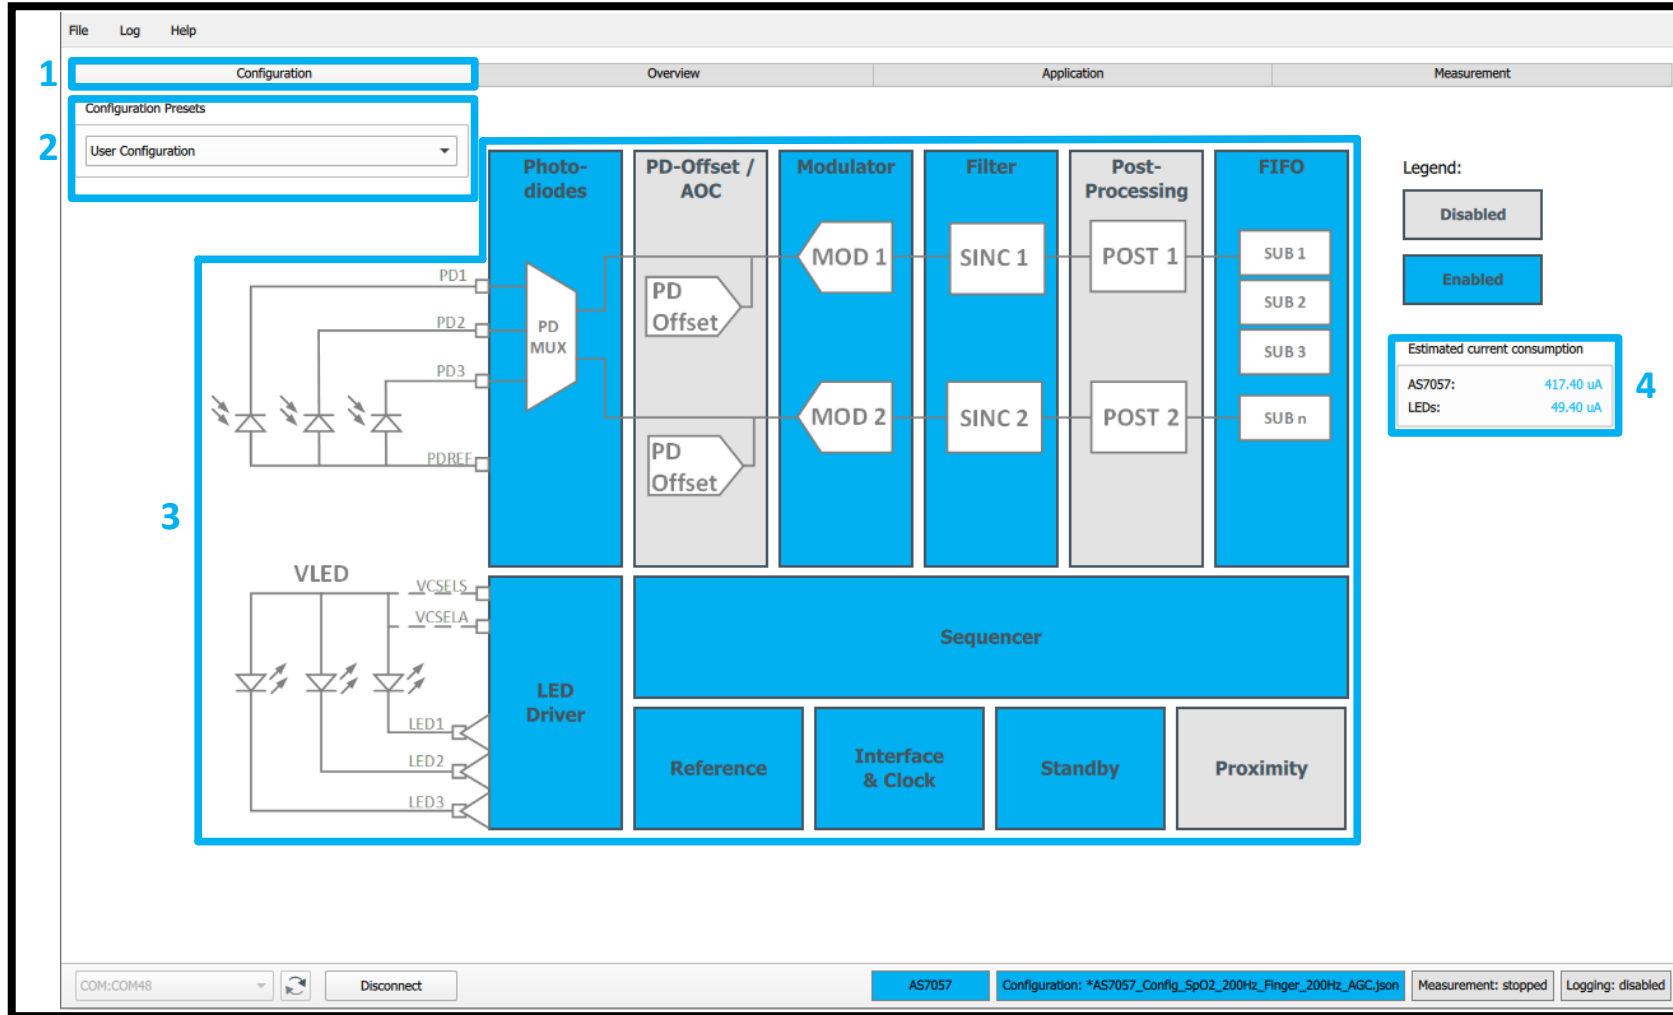 File Log Help
1
Configuration Overview Application Measurement
2
Configuration Presets
User Configuration
3
Photo-
diodes
PD-Offset /
AOC
Modulator
Filter
Post-
Processing
FIFO
PD1
PD2
PD3
PDREF
PD
MUX
PD
Offset
PD
Offset
MOD 1
MOD 2
SINC 1
SINC 2
POST 1
POST 2
SUB 1
SUB 2
SUB 3
SUB n
VLED
VCSELS
VCSELA
LED1
LED2
LED3
LED
Driver
Sequencer
Reference
Interface
& Clock
Standby
Proximity
Legend:
Disabled
Enabled
4
Estimated current consumption
AS7057: 417.40 uA
LEDs: 49.40 uA
COM:COM48 Disconnect AS7057 Configuration: *AS7057_Config_SpO2_200Hz_Finger_200Hz_AGC.json Measurement: stopped Logging: disabled